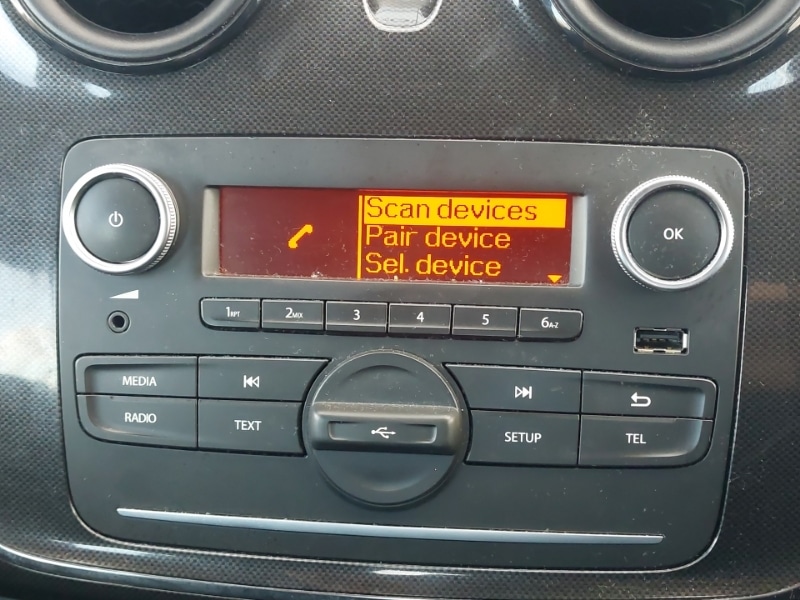 Scan devices
Pair device
Sel. device
OK
1RPT 2MIX 3 4 5 6A-Z
MEDIA
RADIO TEXT SETUP TEL